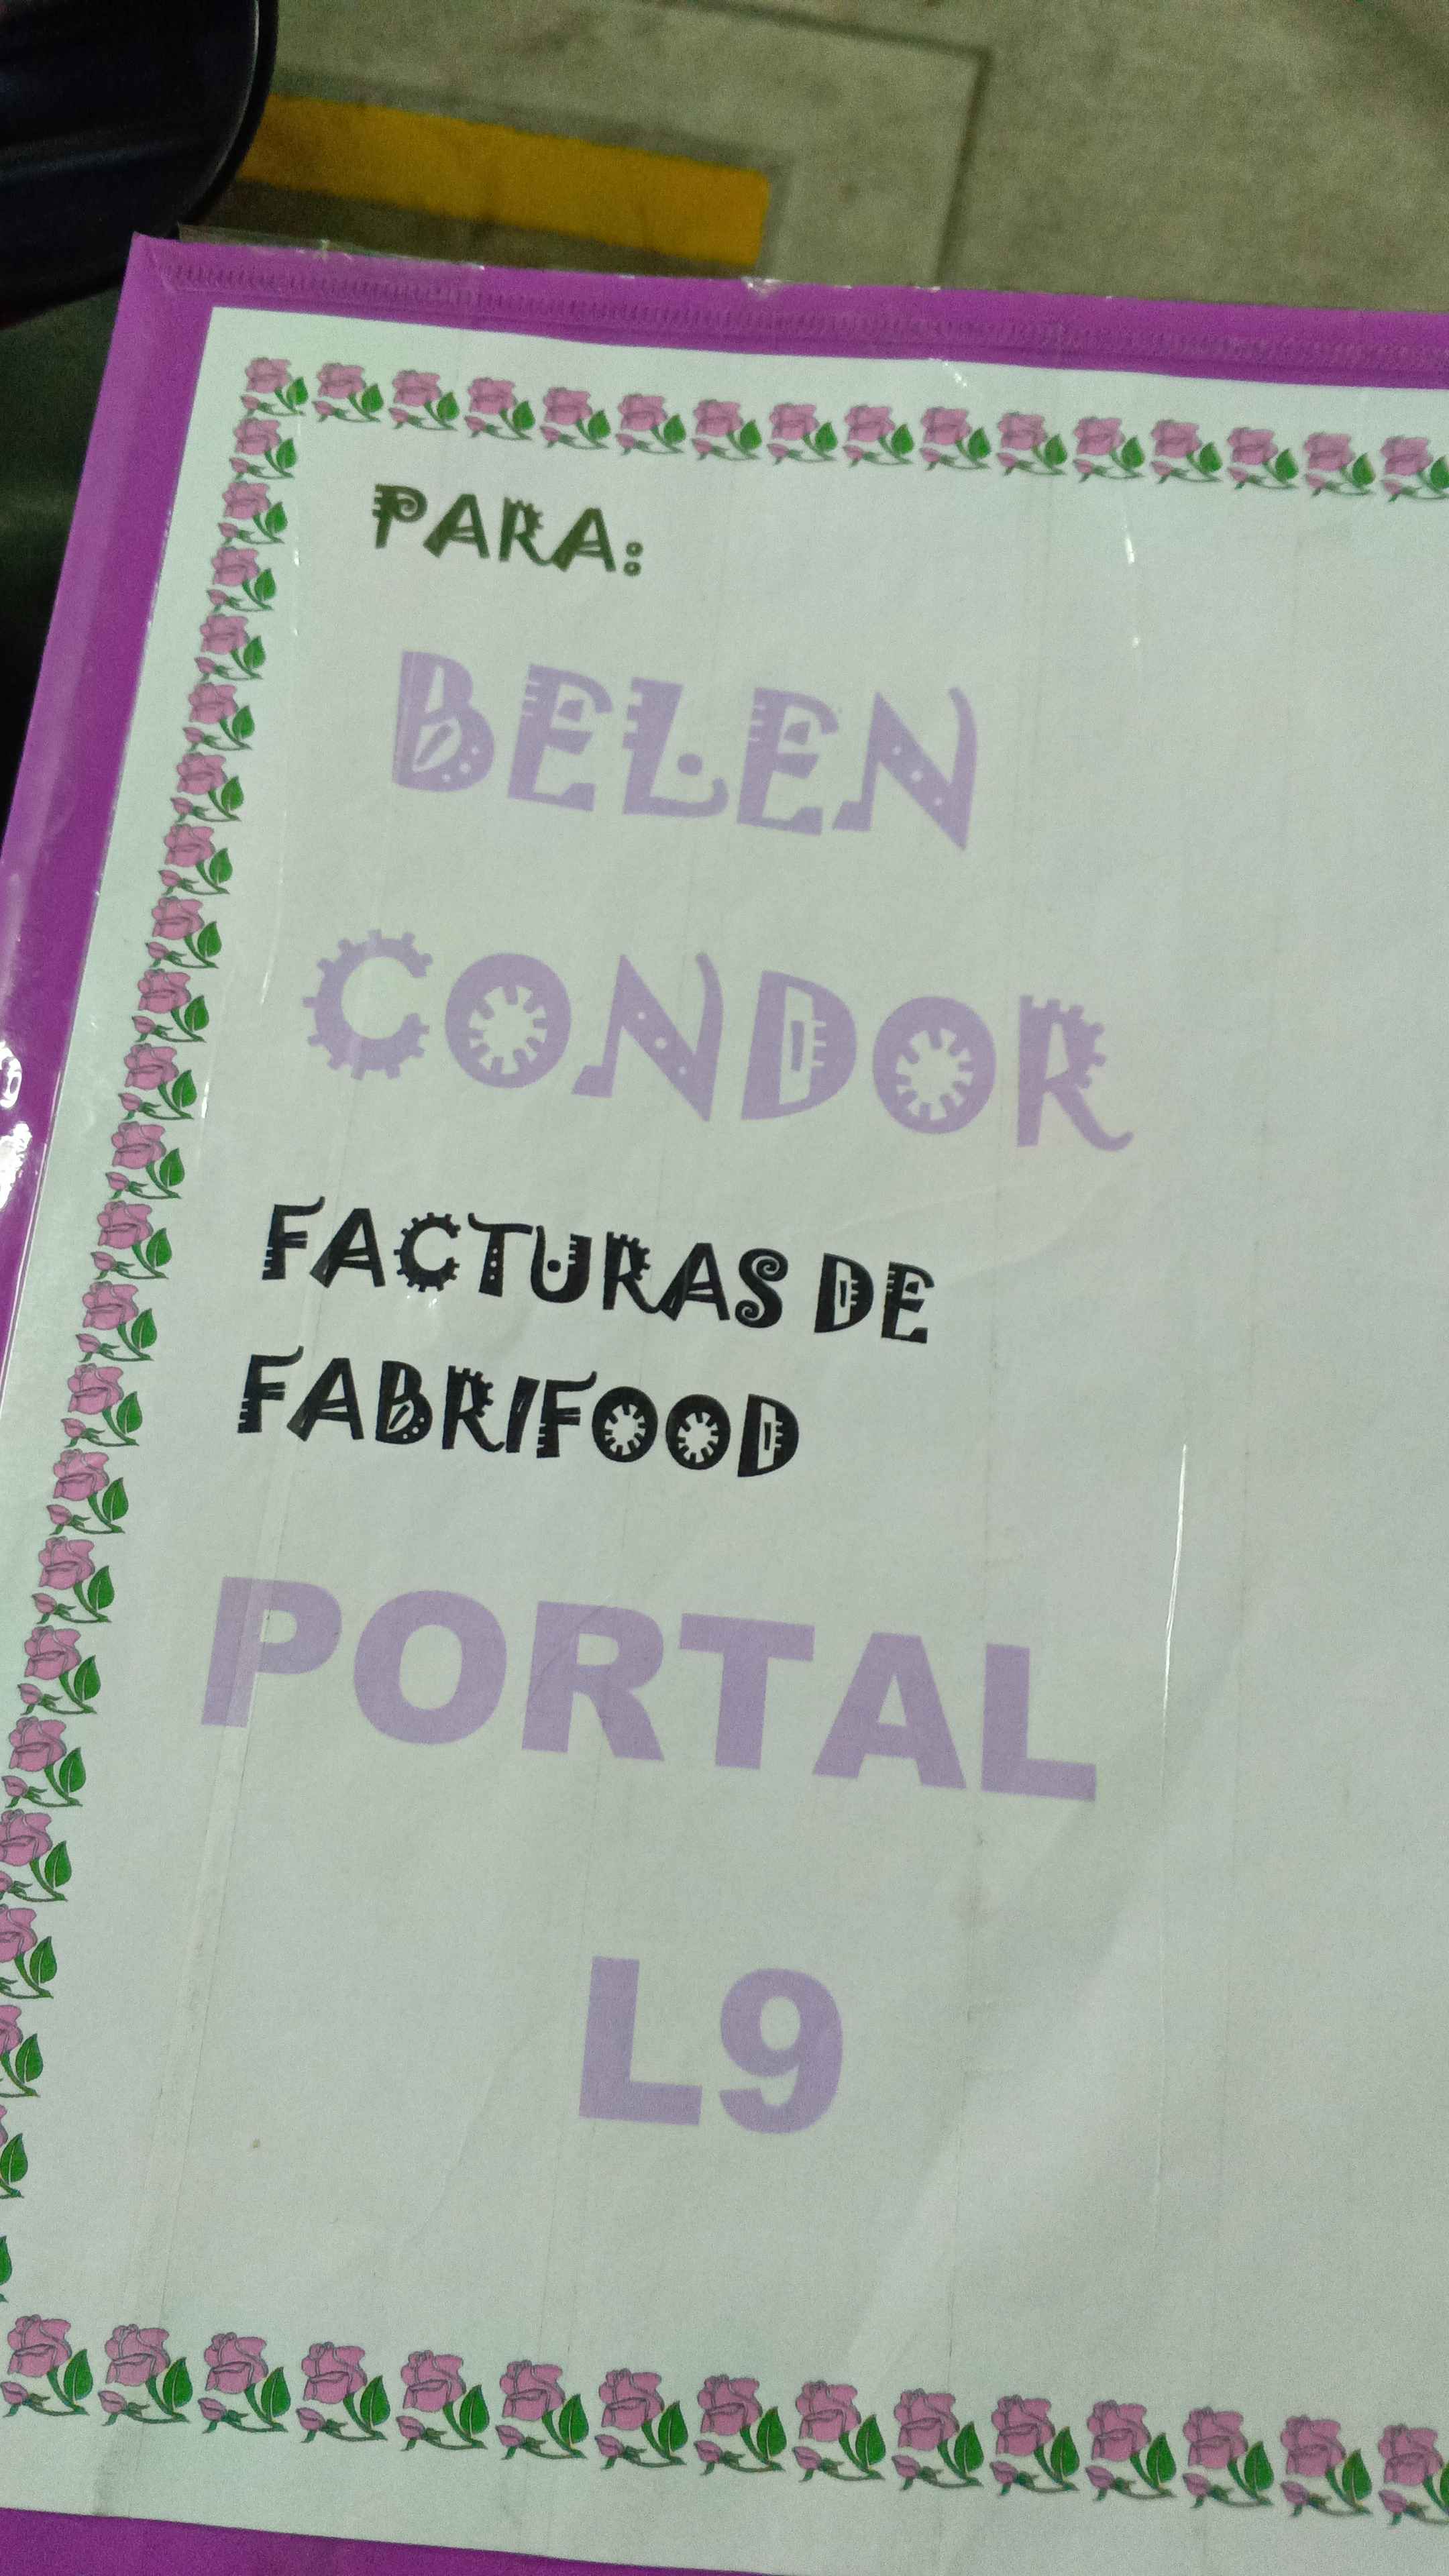 PARA:
BELEN
CONDOR
FACTURAS DE
FABRIFOOD
PORTAL
L9